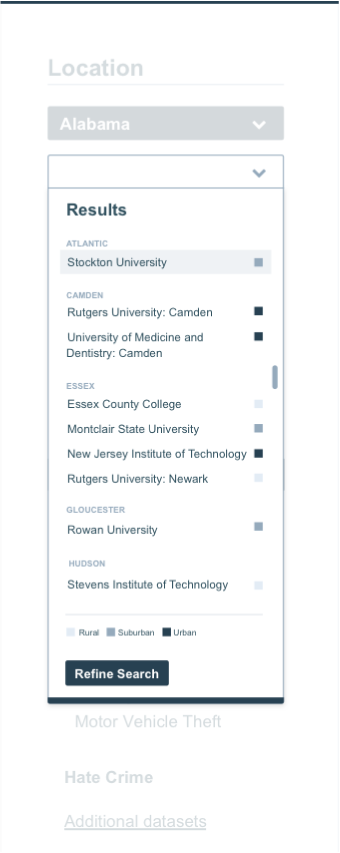 Location
Alabama
Results
ATLANTIC
Stockton University
CAMDEN
Rutgers University: Camden
University of Medicine and
Dentistry: Camden
ESSEX
Essex County College
Montclair State University
New Jersey Institute of Technology
Rutgers University: Newark
GLOUCESTER
Rowan University
HUDSON
Stevens Institute of Technology
Rural Suburban Urban
Refine Search
Motor Vehicle Theft
Hate Crime
Additional datasets